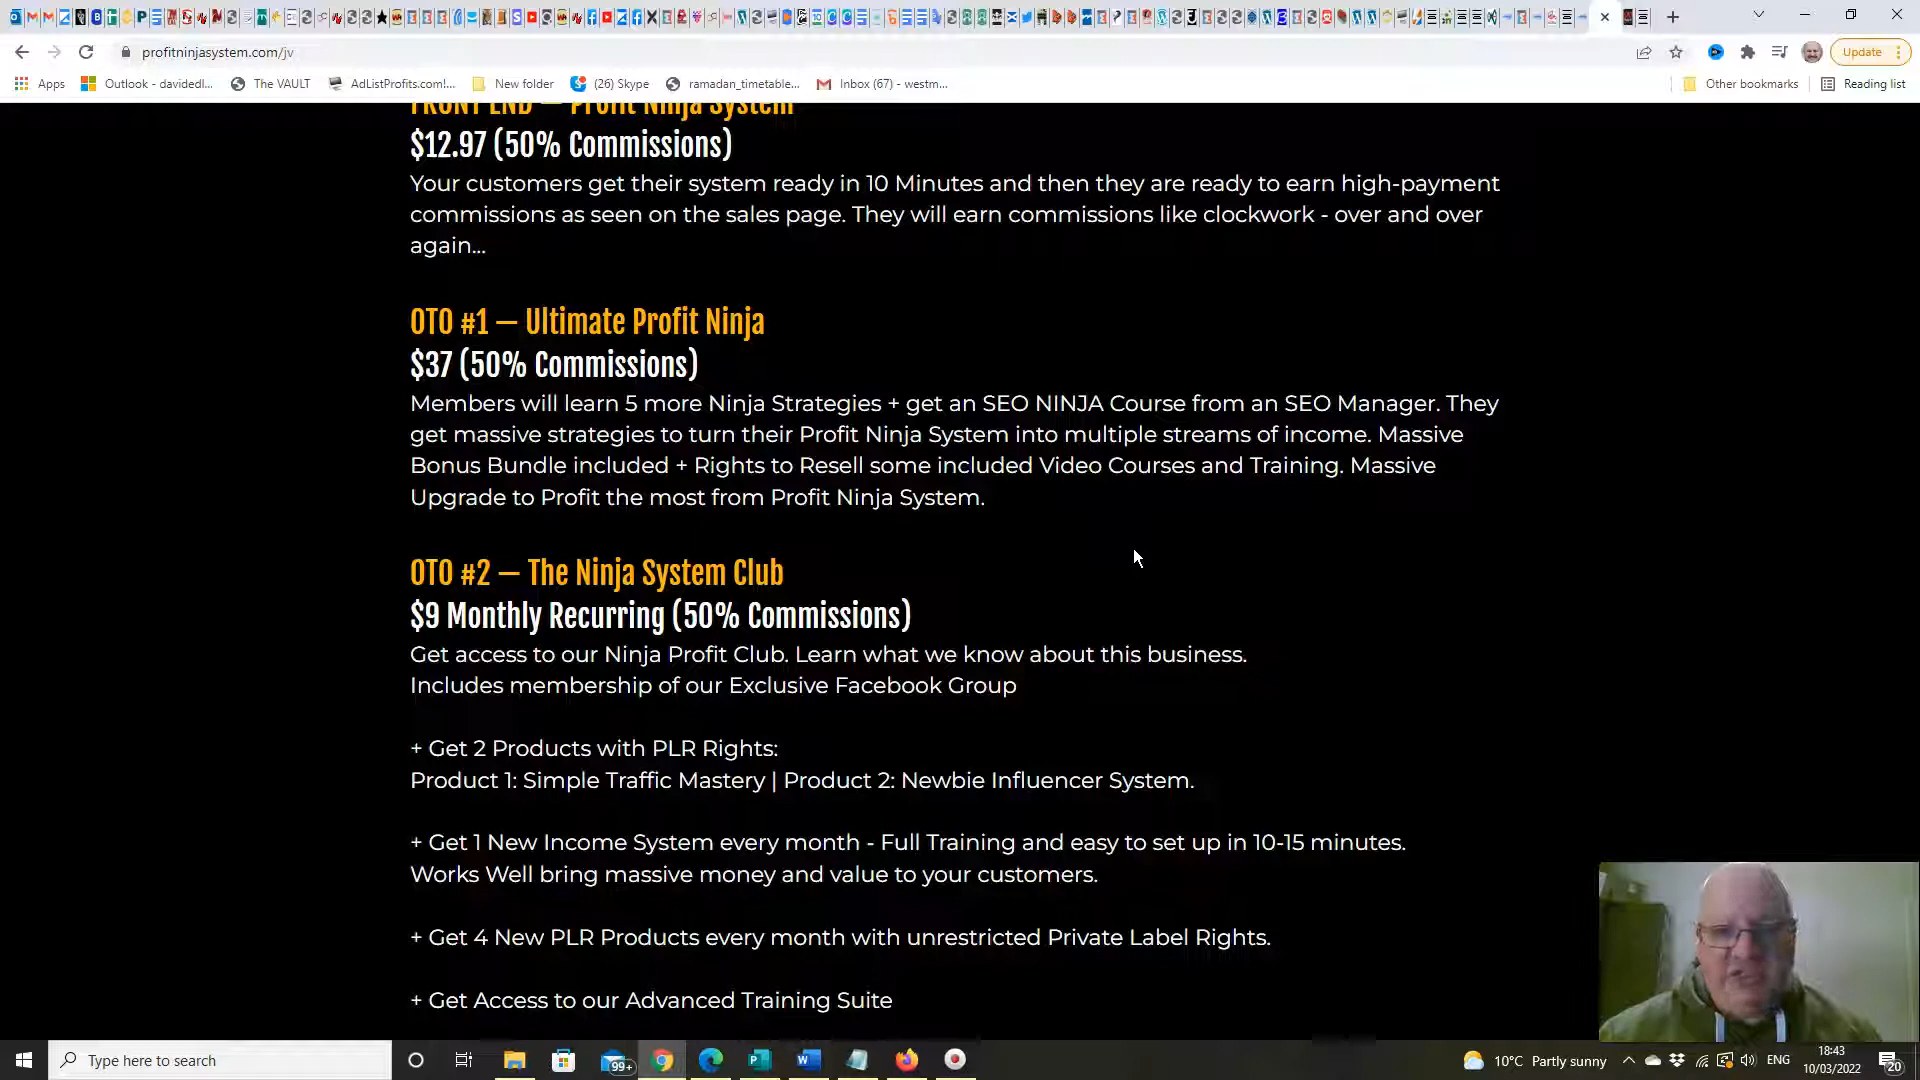 profitninjasystem.com/jv
Update
Apps
Outlook - davidedl...
The VAULT
AdListProfits.com!...
New folder
(26) Skype
ramadan_timetable...
Inbox (67) - westm...
Other bookmarks
Reading list
FRONT END — Profit Ninja System
$12.97 (50% Commissions)
Your customers get their system ready in 10 Minutes and then they are ready to earn high-payment
commissions as seen on the sales page. They will earn commissions like clockwork - over and over
again...
OTO #1 — Ultimate Profit Ninja
$37 (50% Commissions)
Members will learn 5 more Ninja Strategies + get an SEO NINJA Course from an SEO Manager. They
get massive strategies to turn their Profit Ninja System into multiple streams of income. Massive
Bonus Bundle included + Rights to Resell some included Video Courses and Training. Massive
Upgrade to Profit the most from Profit Ninja System.
OTO #2 — The Ninja System Club
$9 Monthly Recurring (50% Commissions)
Get access to our Ninja Profit Club. Learn what we know about this business.
Includes membership of our Exclusive Facebook Group
+ Get 2 Products with PLR Rights:
Product 1: Simple Traffic Mastery | Product 2: Newbie Influencer System.
+ Get 1 New Income System every month - Full Training and easy to set up in 10-15 minutes.
Works Well bring massive money and value to your customers.
+ Get 4 New PLR Products every month with unrestricted Private Label Rights.
+ Get Access to our Advanced Training Suite
Type here to search
99+
10°C Partly sunny
ENG
18:43
10/03/2022
20